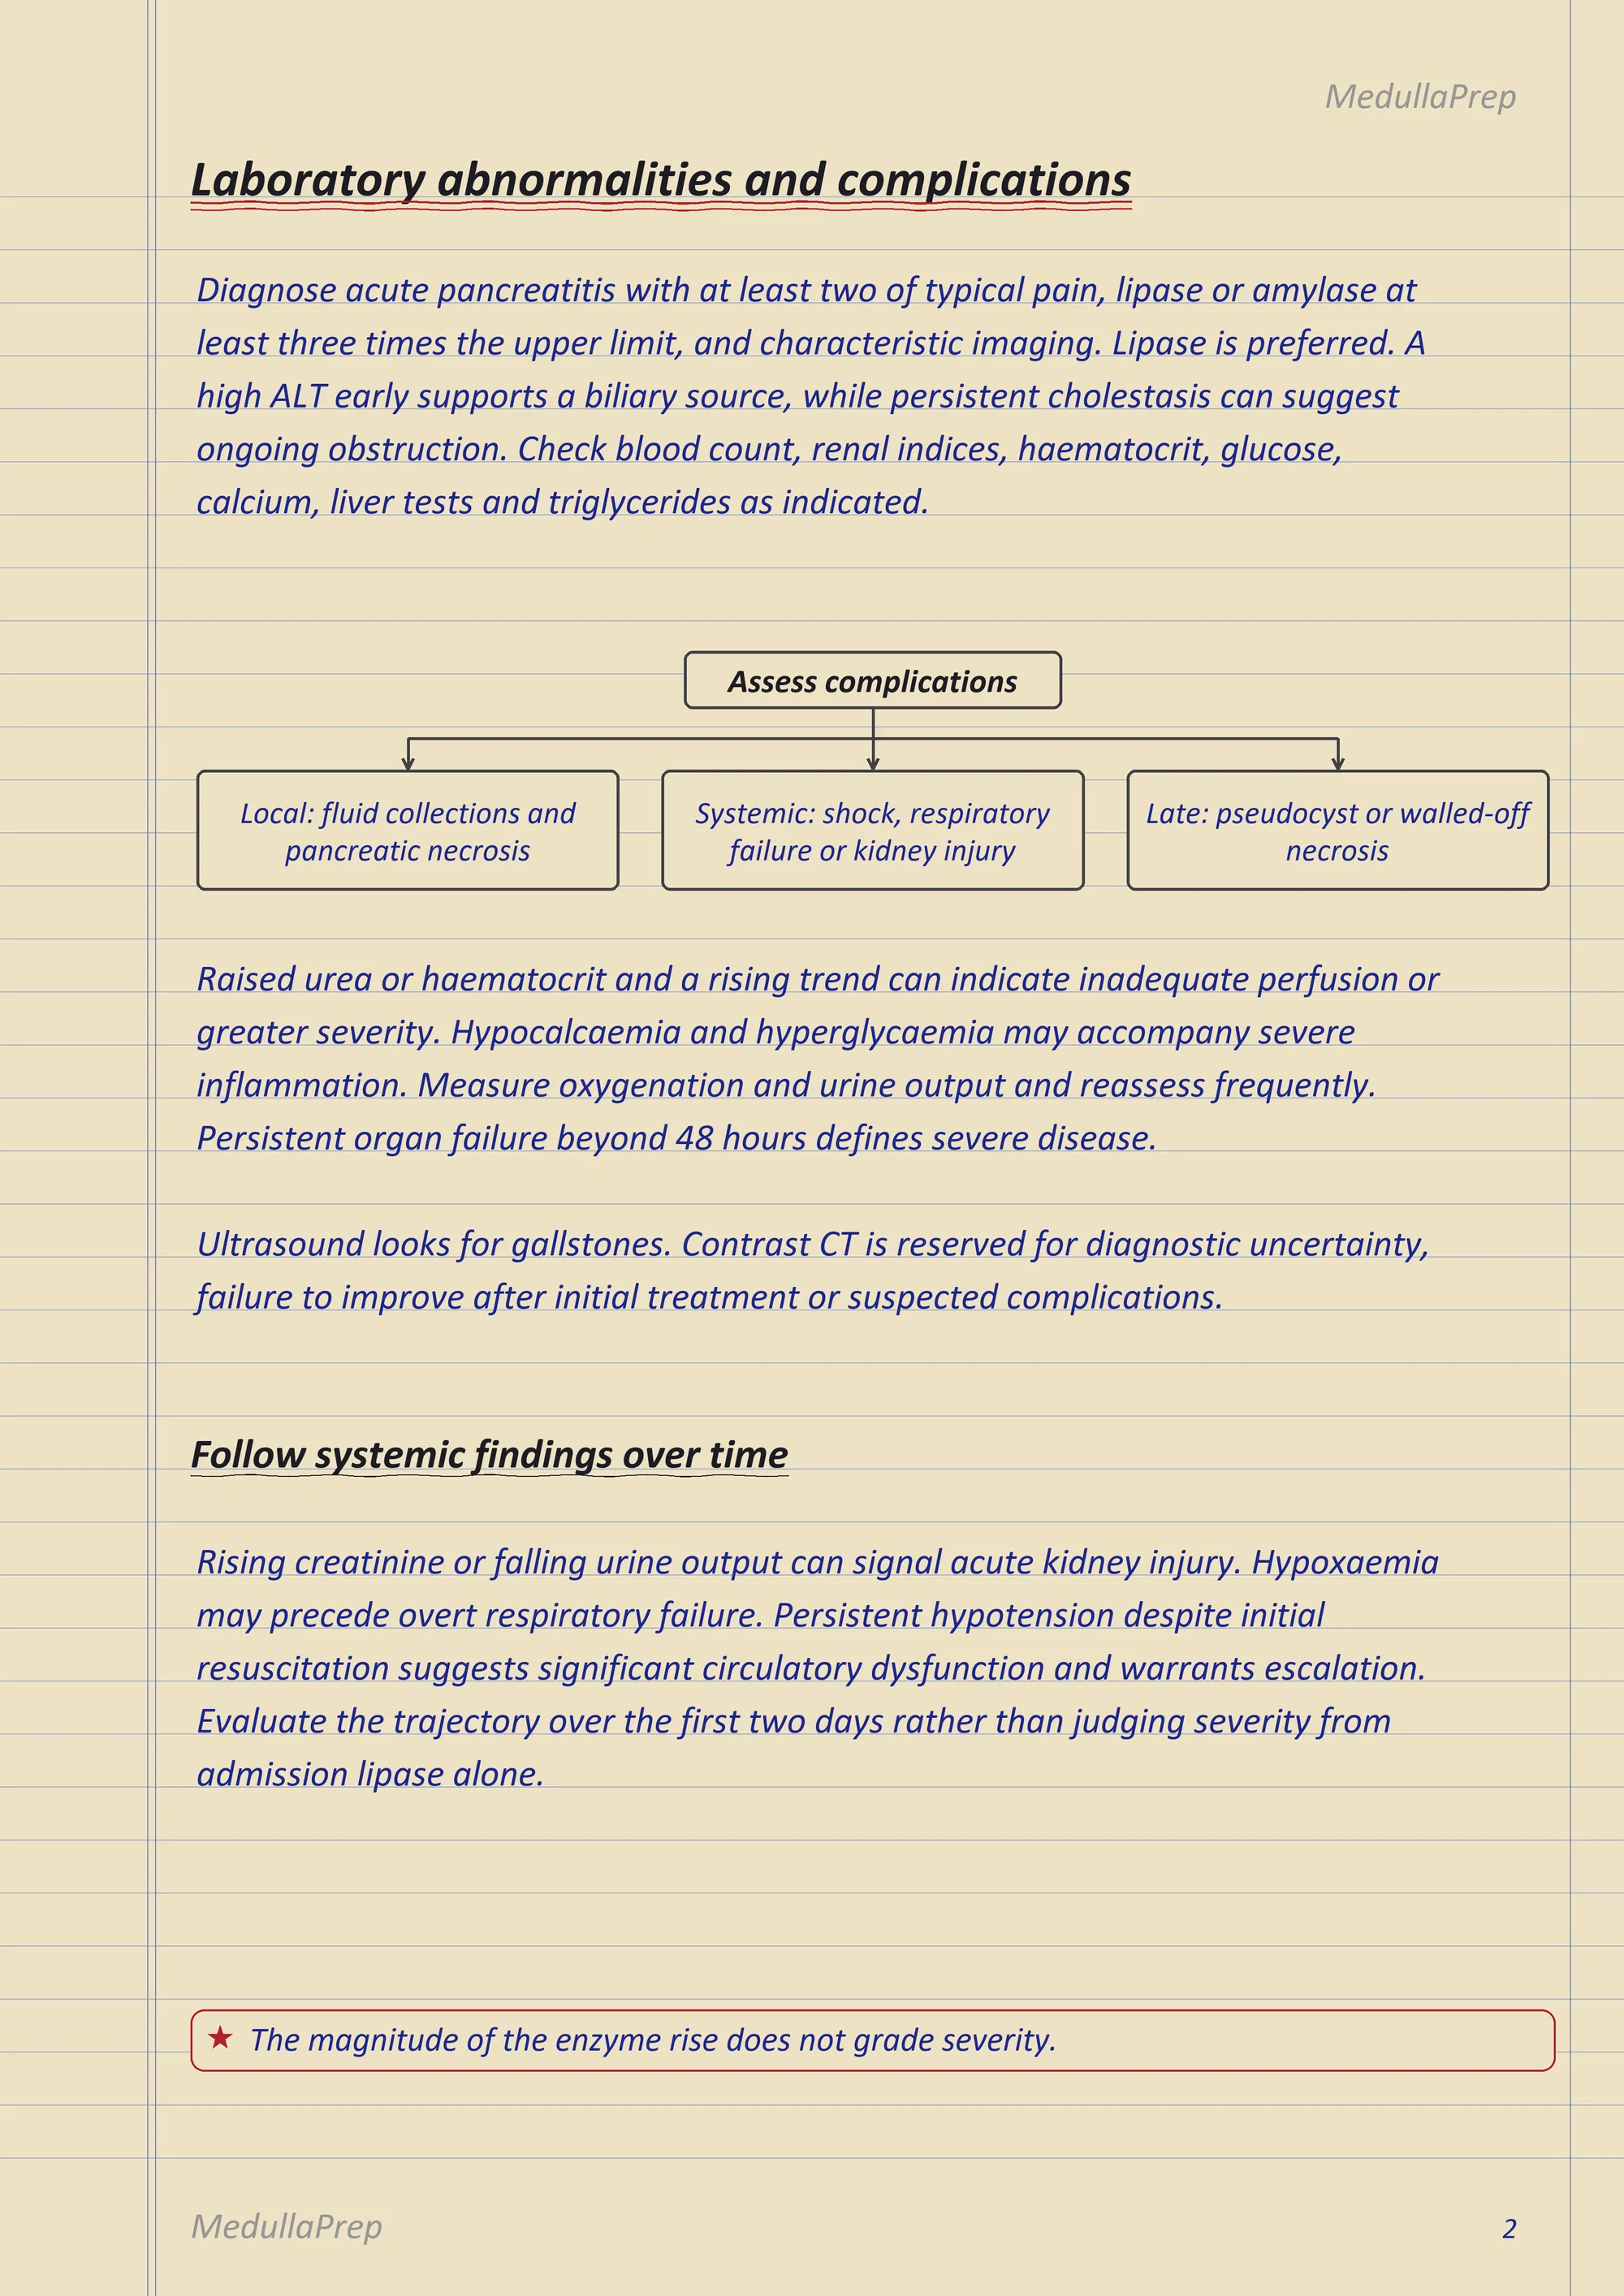 MedullaPrep
Laboratory abnormalities and complications
Diagnose acute pancreatitis with at least two of typical pain, lipase or amylase at
least three times the upper limit, and characteristic imaging. Lipase is preferred. A
high ALT early supports a biliary source, while persistent cholestasis can suggest
ongoing obstruction. Check blood count, renal indices, haematocrit, glucose,
calcium, liver tests and triglycerides as indicated.
Assess complications
Local: fluid collections and
pancreatic necrosis
Systemic: shock, respiratory
failure or kidney injury
Late: pseudocyst or walled-off
necrosis
Raised urea or haematocrit and a rising trend can indicate inadequate perfusion or
greater severity. Hypocalcaemia and hyperglycaemia may accompany severe
inflammation. Measure oxygenation and urine output and reassess frequently.
Persistent organ failure beyond 48 hours defines severe disease.
Ultrasound looks for gallstones. Contrast CT is reserved for diagnostic uncertainty,
failure to improve after initial treatment or suspected complications.
Follow systemic findings over time
Rising creatinine or falling urine output can signal acute kidney injury. Hypoxaemia
may precede overt respiratory failure. Persistent hypotension despite initial
resuscitation suggests significant circulatory dysfunction and warrants escalation.
Evaluate the trajectory over the first two days rather than judging severity from
admission lipase alone.
★ The magnitude of the enzyme rise does not grade severity.
MedullaPrep
2